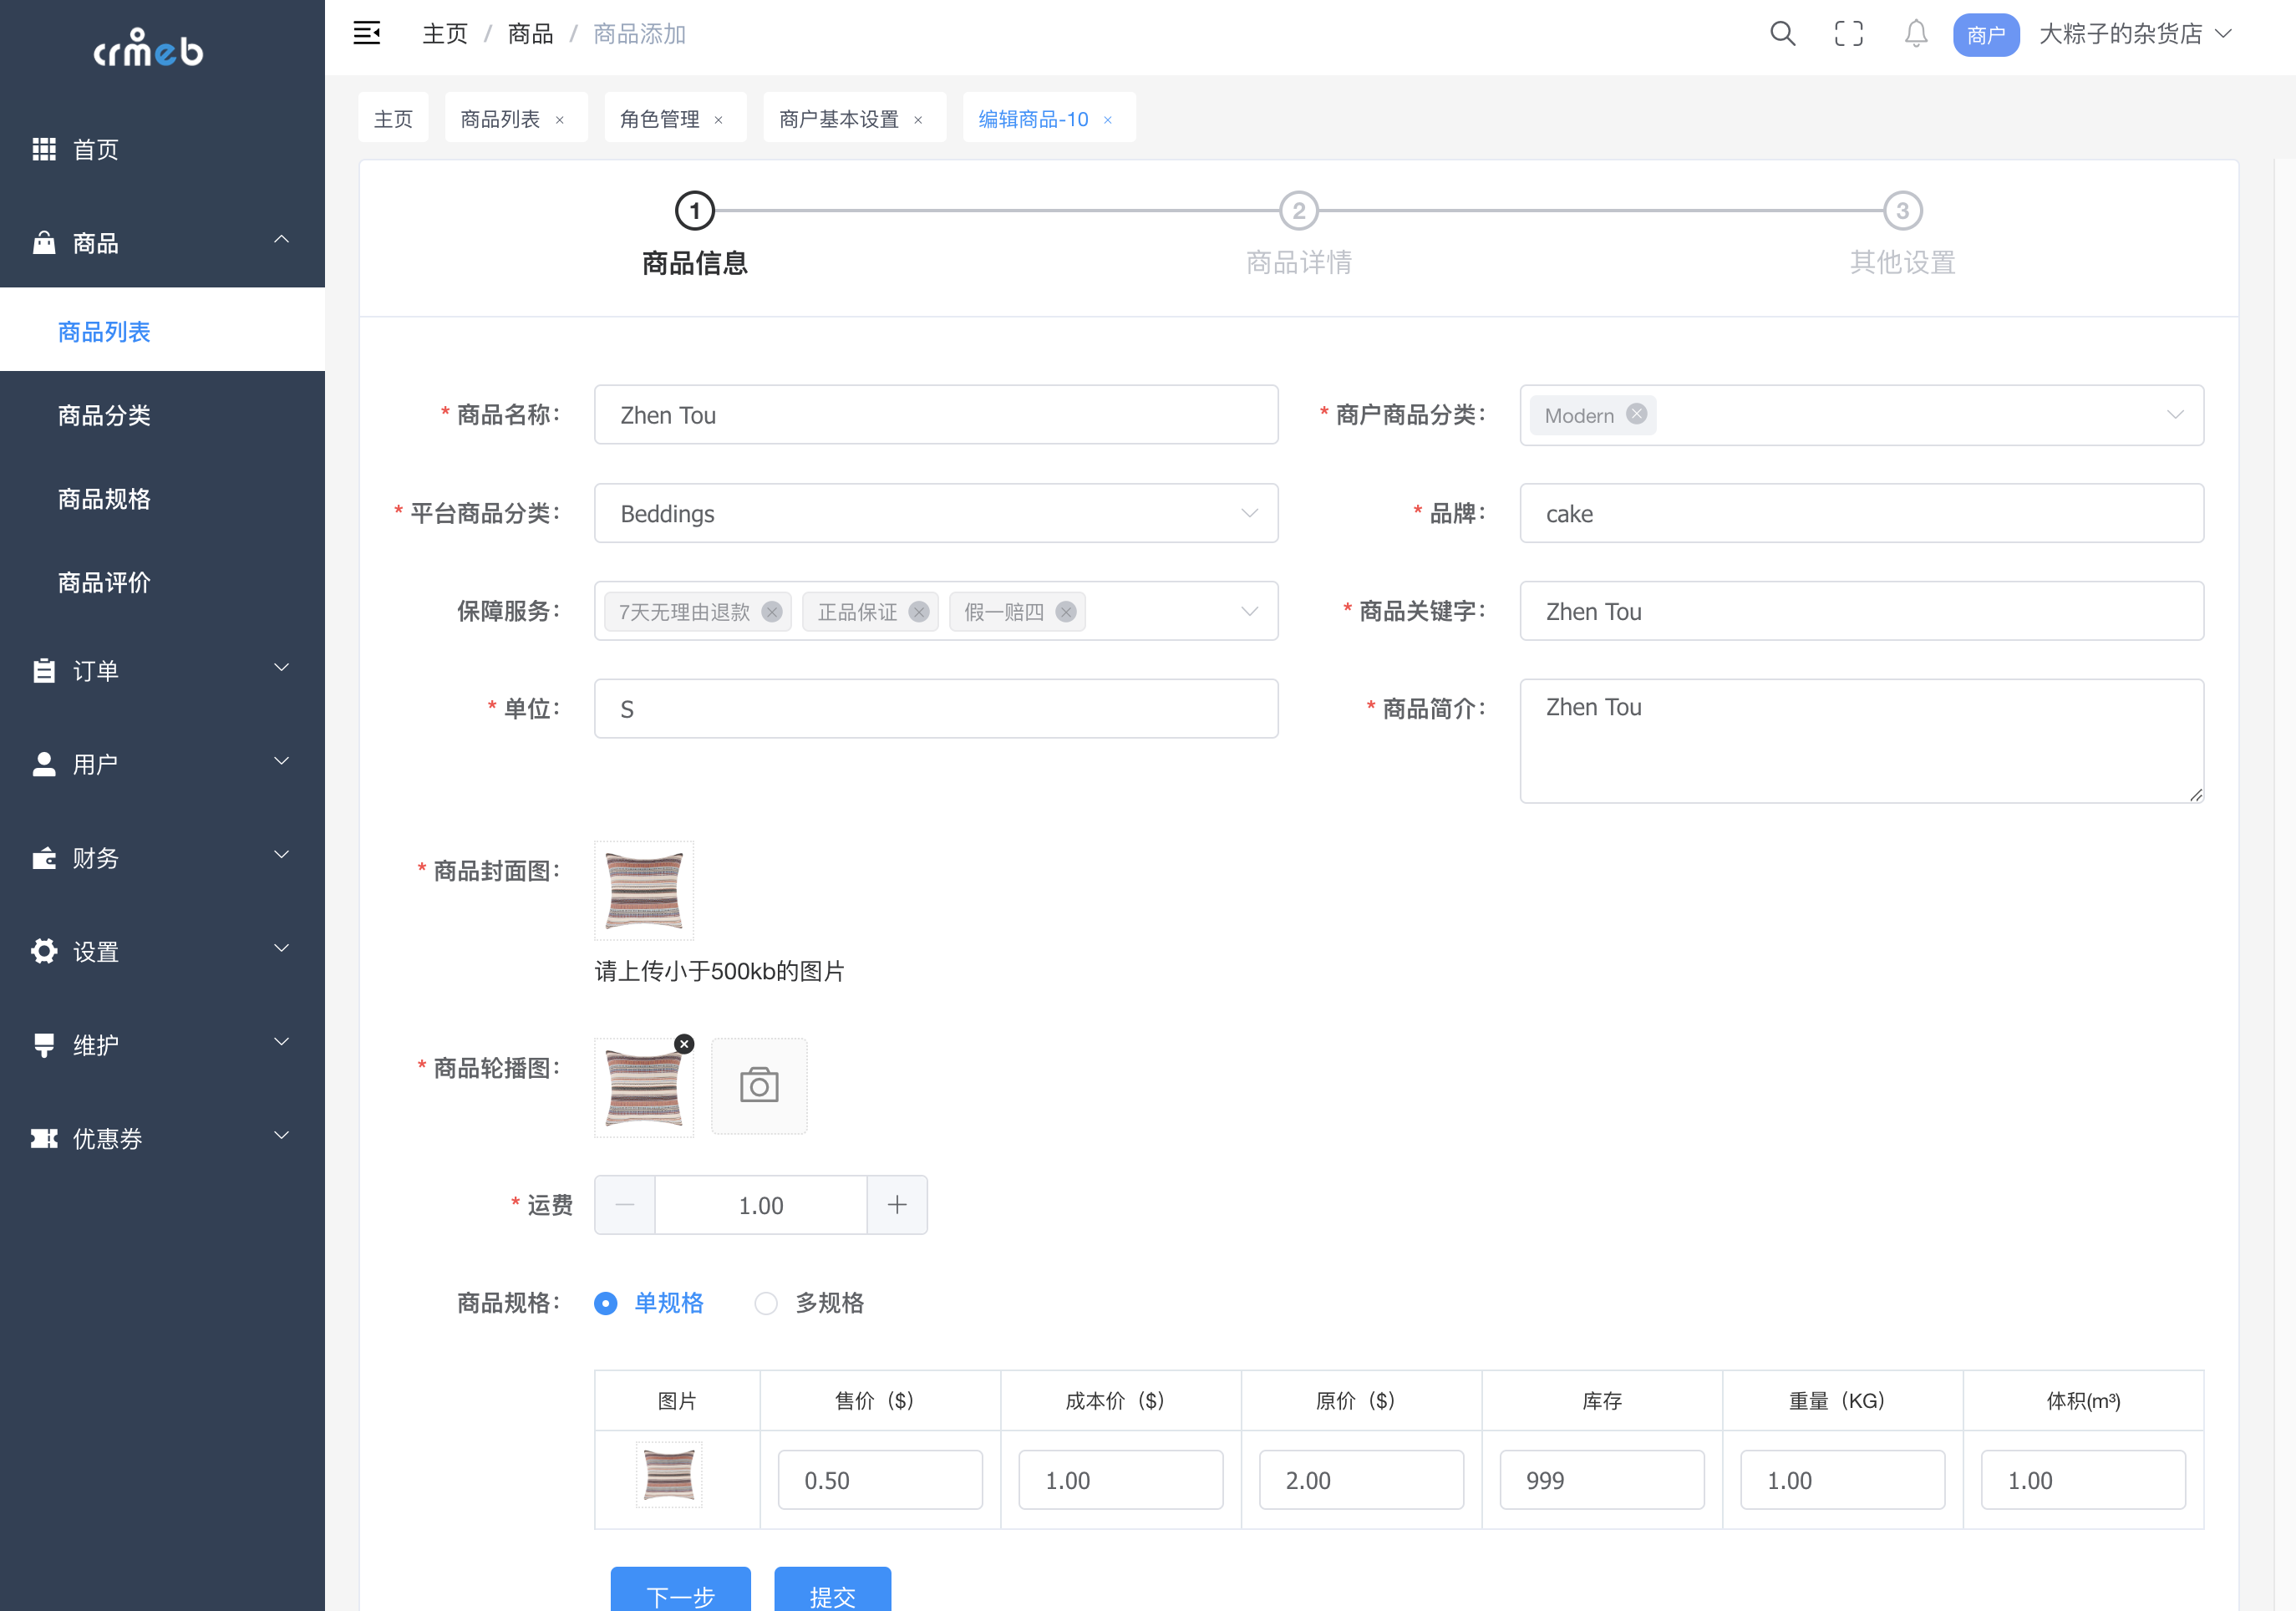 crmeb
主页 / 商品 / 商品添加
商户
大粽子的杂货店
主页
商品列表 ×
角色管理 ×
商户基本设置 ×
编辑商品-10 ×
首页
商品
商品列表
商品分类
商品规格
商品评价
订单
用户
财务
设置
维护
优惠券
1
2
3
商品信息
商品详情
其他设置
* 商品名称：
Zhen Tou
* 商户商品分类：
Modern
* 平台商品分类：
Beddings
* 品牌：
cake
保障服务：
7天无理由退款
正品保证
假一赔四
* 商品关键字：
Zhen Tou
* 单位：
S
* 商品简介：
Zhen Tou
* 商品封面图：
请上传小于500kb的图片
* 商品轮播图：
* 运费
1.00
商品规格：
单规格
多规格
图片 售价（$） 成本价（$） 原价（$） 库存 重量（KG） 体积(m³)
0.50 1.00 2.00 999 1.00 1.00
下一步
提交